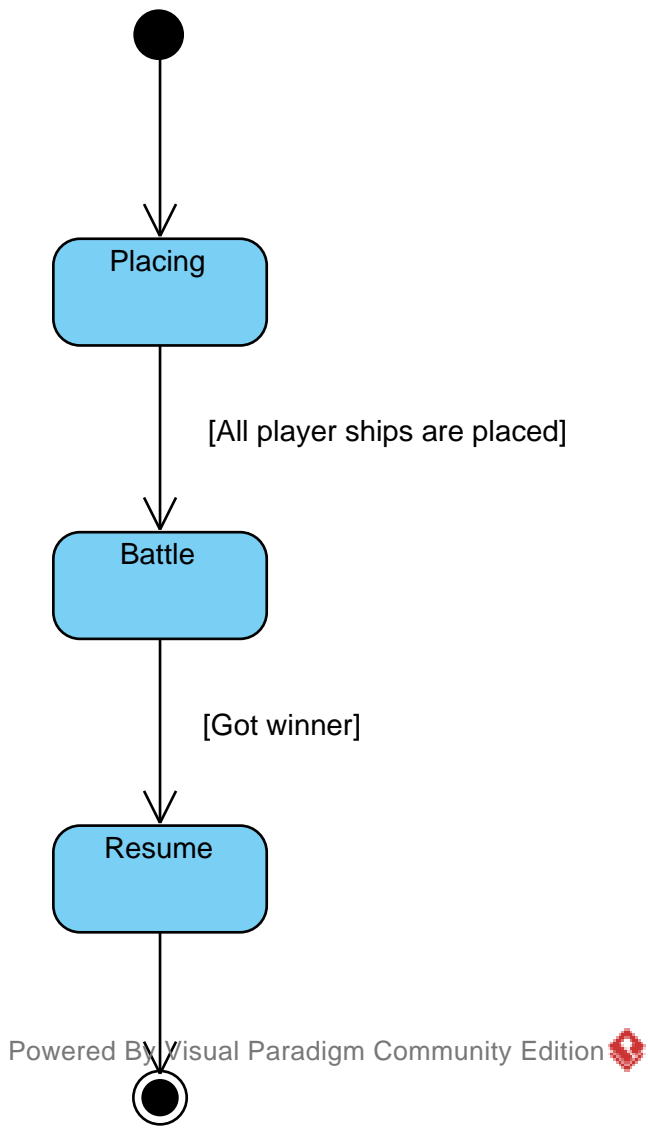 Placing
[All player ships are placed]
Battle
[Got winner]
Resume
Powered By Visual Paradigm Community Edition